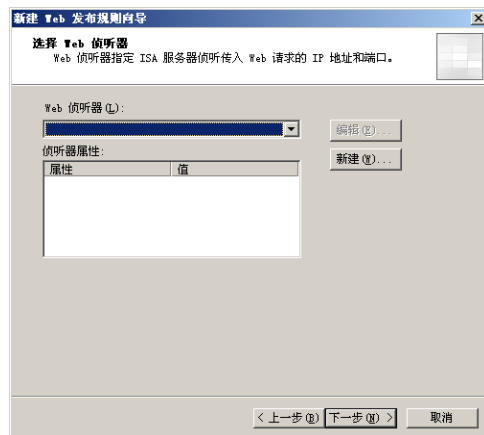 新建 Web 发布规则向导
选择 Web 侦听器
Web 侦听器指定 ISA 服务器侦听传入 Web 请求的 IP 地址和端口。
Web 侦听器(L):
编辑(E)...
侦听器属性:
新建(W)...
属性 值
< 上一步(B) 下一步(N) > 取消